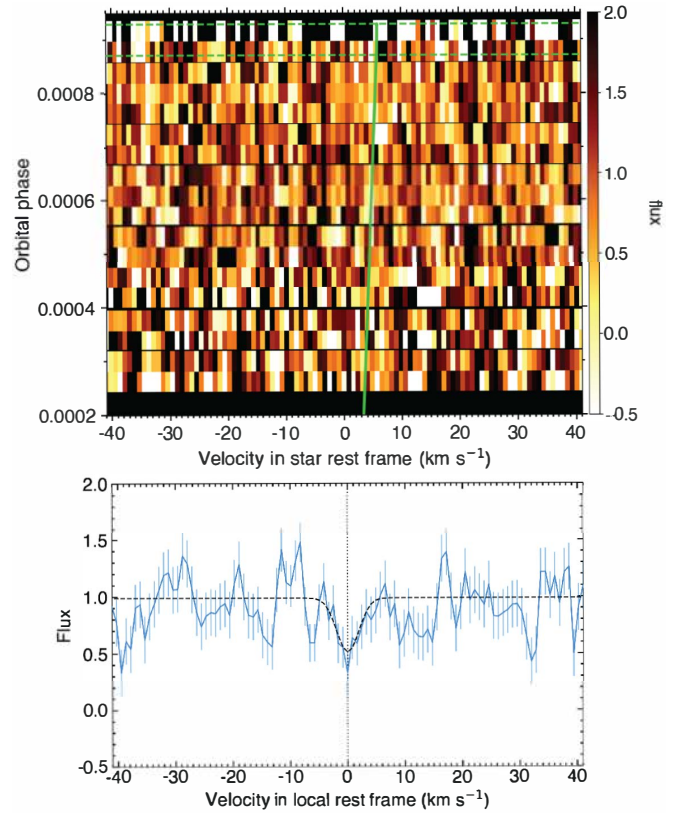 2.0
1.5
1.0
0.5
0.0
-0.5
flux
0.0008
0.0006
0.0004
0.0002
Orbital phase
-40 -30 -20 -10 0 10 20 30 40
Velocity in star rest frame (km s⁻¹)
2.0
1.5
1.0
0.5
0.0
-0.5
Flux
-40 -30 -20 -10 0 10 20 30 40
Velocity in local rest frame (km s⁻¹)